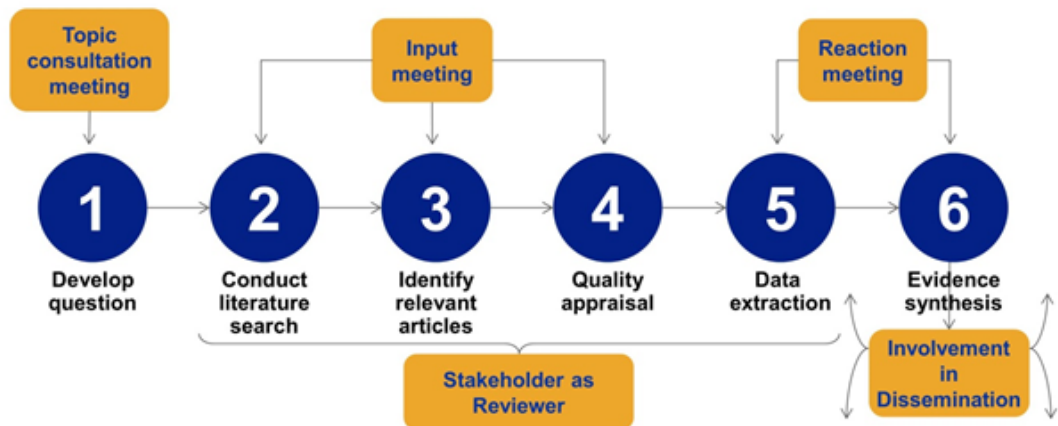 Topic
consultation
meeting
Input
meeting
Reaction
meeting
1
2
3
4
5
6
Develop
question
Conduct
literature
search
Identify
relevant
articles
Quality
appraisal
Data
extraction
Evidence
synthesis
Stakeholder as
Reviewer
Involvement
in
Dissemination